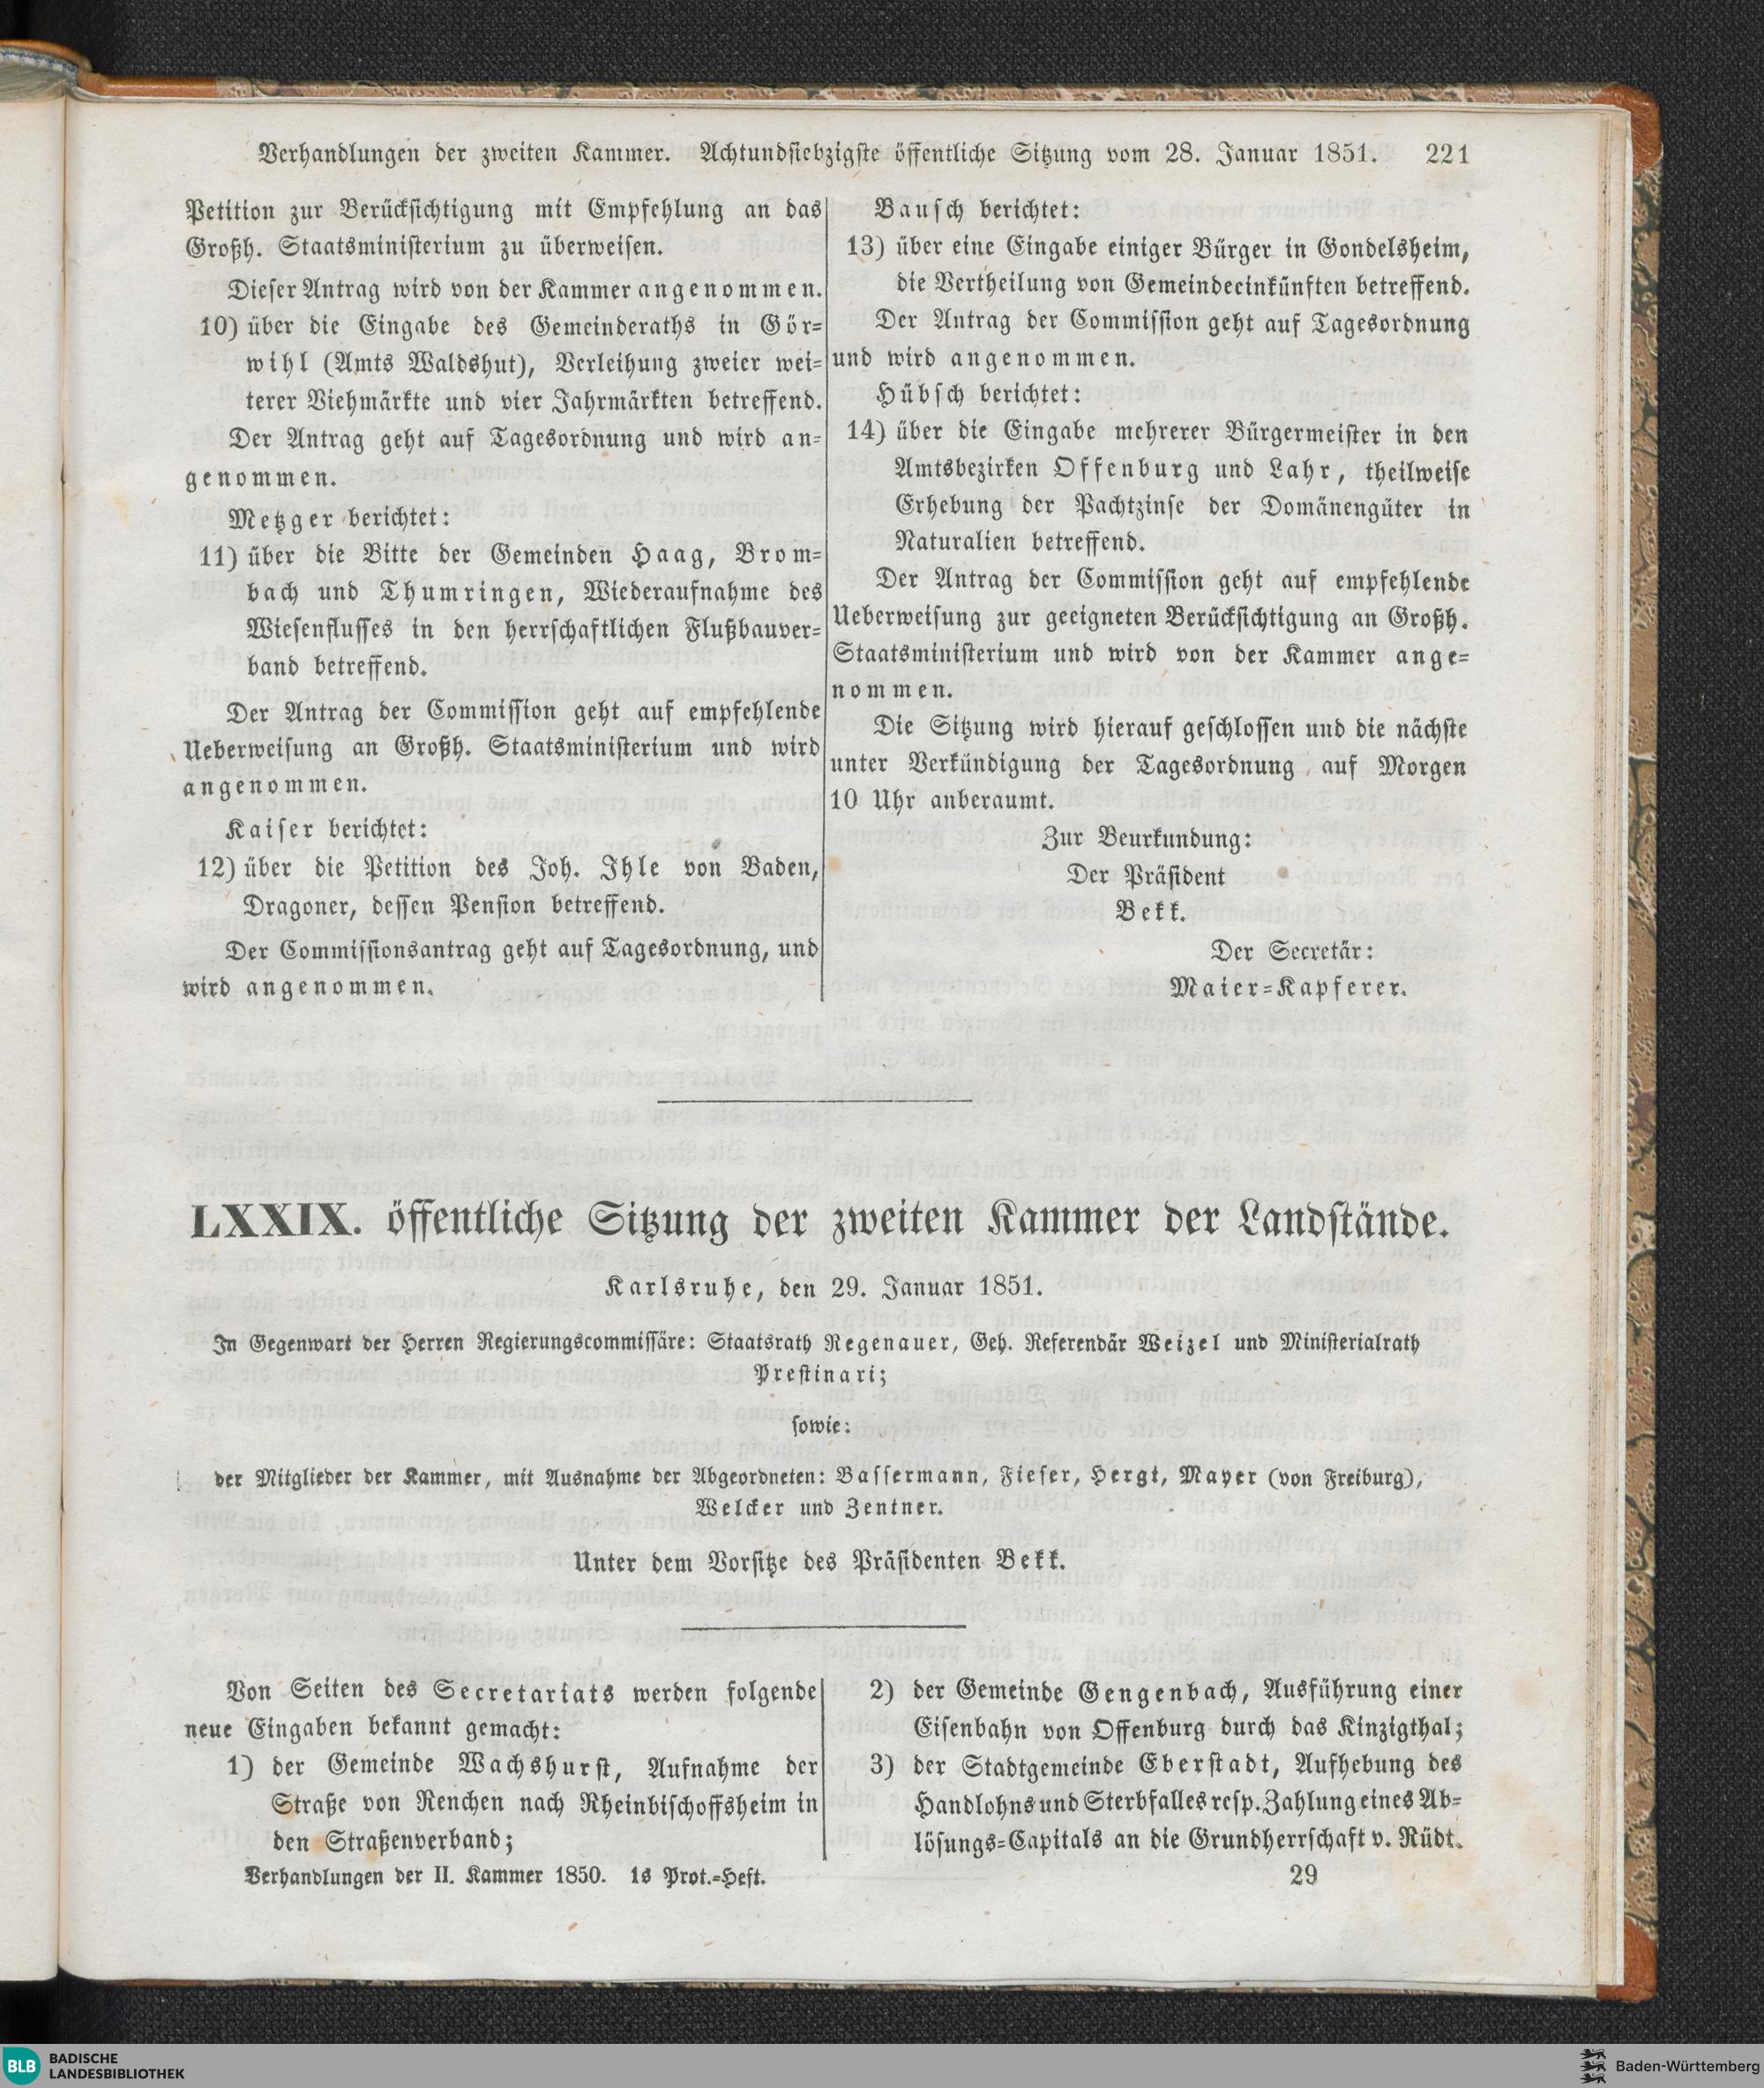 Verhandlungen der zweiten Kammer. Achtundsiebzigste öffentliche Sitzung vom 28. Januar 1851. 221
Petition zur Berücksichtigung mit Empfehlung an das
Großh. Staatsministerium zu überweisen.
Dieser Antrag wird von der Kammer angenommen.
10) über die Eingabe des Gemeinderaths in Gör-
wihl (Amts Waldshut), Verleihung zweier wei-
terer Viehmärkte und vier Jahrmärkten betreffend.
Der Antrag geht auf Tagesordnung und wird an-
genommen.
Metzger berichtet:
11) über die Bitte der Gemeinden Haag, Brom-
bach und Thumringen, Wiederaufnahme des
Wiesenflusses in den herrschaftlichen Flußbauver-
band betreffend.
Der Antrag der Commission geht auf empfehlende
Ueberweisung an Großh. Staatsministerium und wird
angenommen.
Kaiser berichtet:
12) über die Petition des Joh. Ihle von Baden,
Dragoner, dessen Pension betreffend.
Der Commissionsantrag geht auf Tagesordnung, und
wird angenommen.
Bausch berichtet:
13) über eine Eingabe einiger Bürger in Gondelsheim,
die Vertheilung von Gemeindeeinkünften betreffend.
Der Antrag der Commission geht auf Tagesordnung
und wird angenommen.
Hübsch berichtet:
14) über die Eingabe mehrerer Bürgermeister in den
Amtsbezirken Offenburg und Lahr, theilweise
Erhebung der Pachtzinse der Domänengüter in
Naturalien betreffend.
Der Antrag der Commission geht auf empfehlende
Ueberweisung zur geeigneten Berücksichtigung an Großh.
Staatsministerium und wird von der Kammer ange-
nommen.
Die Sitzung wird hierauf geschlossen und die nächste
unter Verkündigung der Tagesordnung auf Morgen
10 Uhr anberaumt.
Zur Beurkundung:
Der Präsident
Bekk.
Der Secretär:
Maier-Kapferer.
LXXIX. öffentliche Sitzung der zweiten Kammer der Landstände.
Karlsruhe, den 29. Januar 1851.
In Gegenwart der Herren Regierungscommissäre: Staatsrath Regenauer, Geh. Referendär Weizel und Ministerialrath
Prestinari;
sowie:
der Mitglieder der Kammer, mit Ausnahme der Abgeordneten: Bassermann, Fieser, Hergt, Mayer (von Freiburg),
Welcker und Zentner.
Unter dem Vorsitze des Präsidenten Bekk.
Von Seiten des Secretariats werden folgende
neue Eingaben bekannt gemacht:
1) der Gemeinde Wachshurst, Aufnahme der
Straße von Renchen nach Rheinbischoffsheim in
den Straßenverband;
2) der Gemeinde Gengenbach, Ausführung einer
Eisenbahn von Offenburg durch das Kinzigthal;
3) der Stadtgemeinde Eberstadt, Aufhebung des
Handlohns und Sterbfalles resp. Zahlung eines Ab-
lösungs-Capitals an die Grundherrschaft v. Rüdt.
Verhandlungen der II. Kammer 1850. 1s Prot.-Heft. 29
BLB BADISCHE
LANDESBIBLIOTHEK
Baden-Württemberg